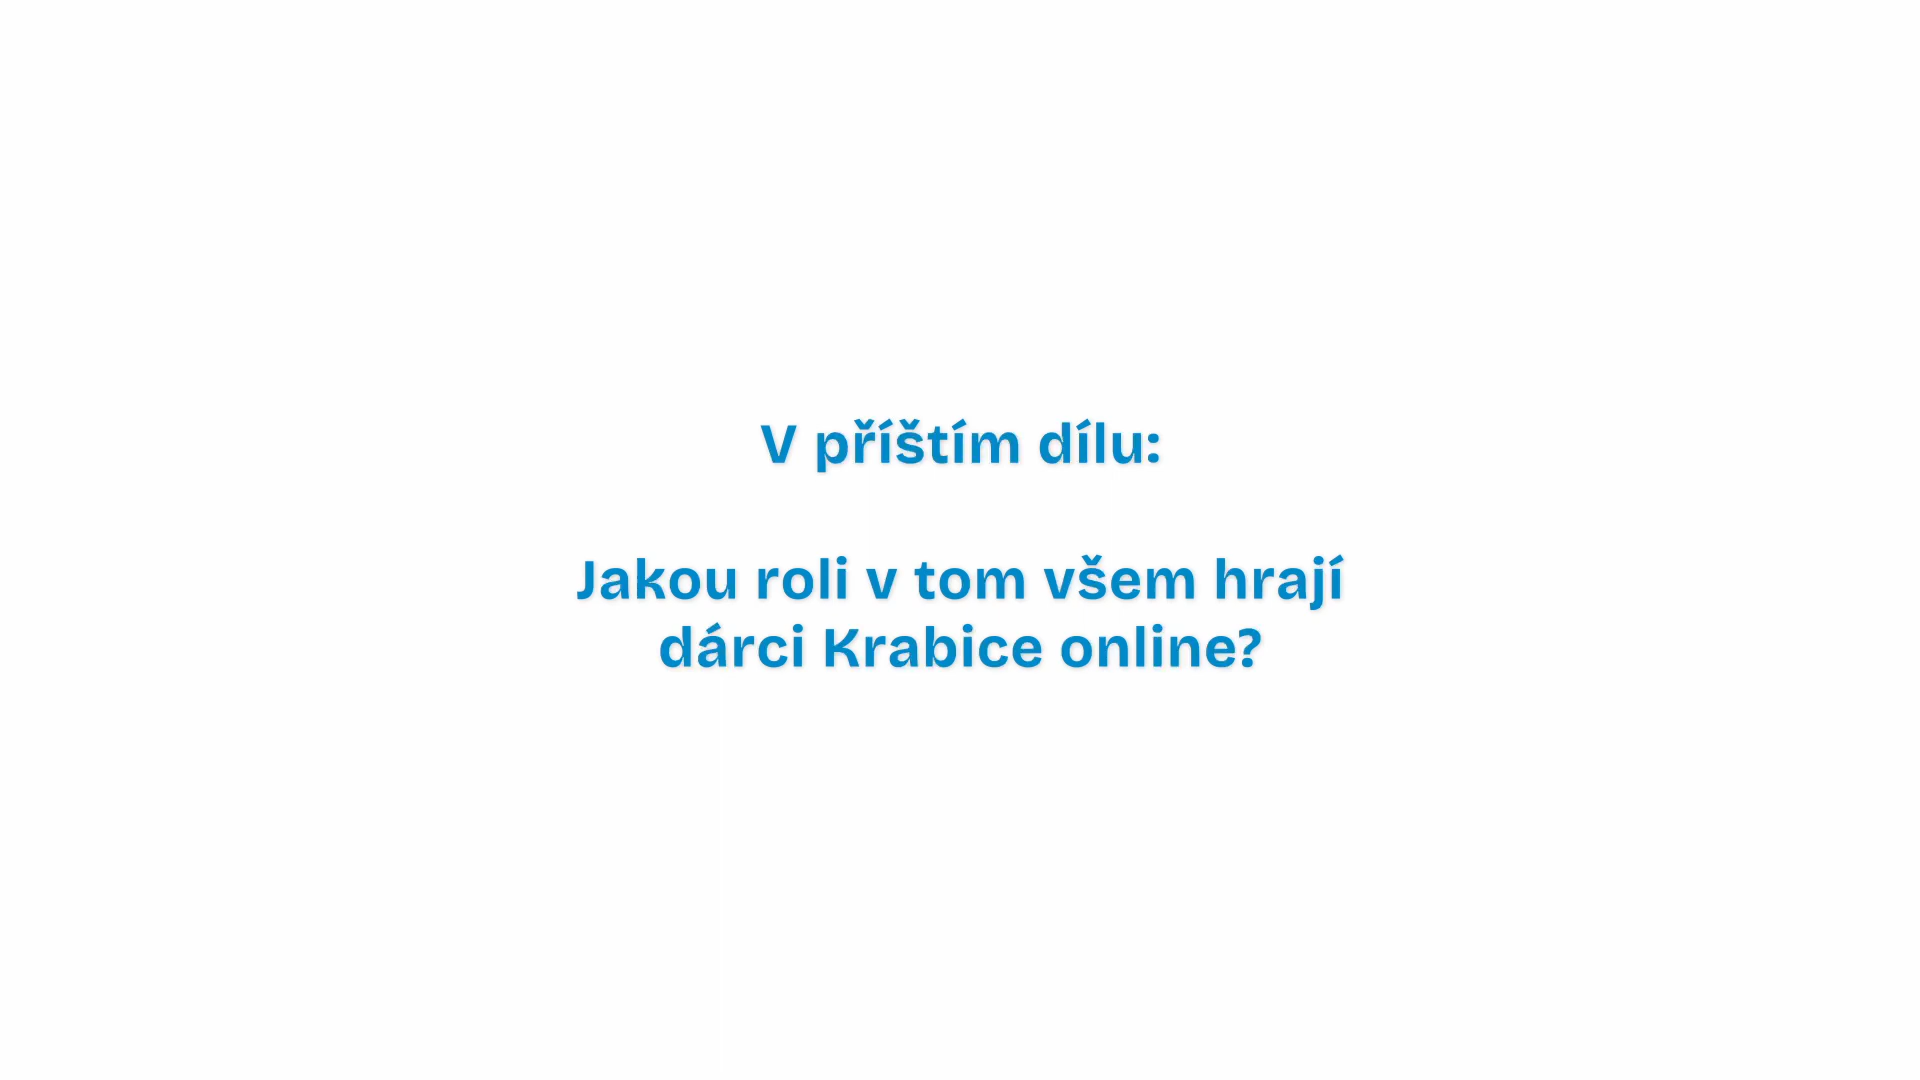 V příštím dílu:
Jakou roli v tom všem hrají
dárci Krabice online?